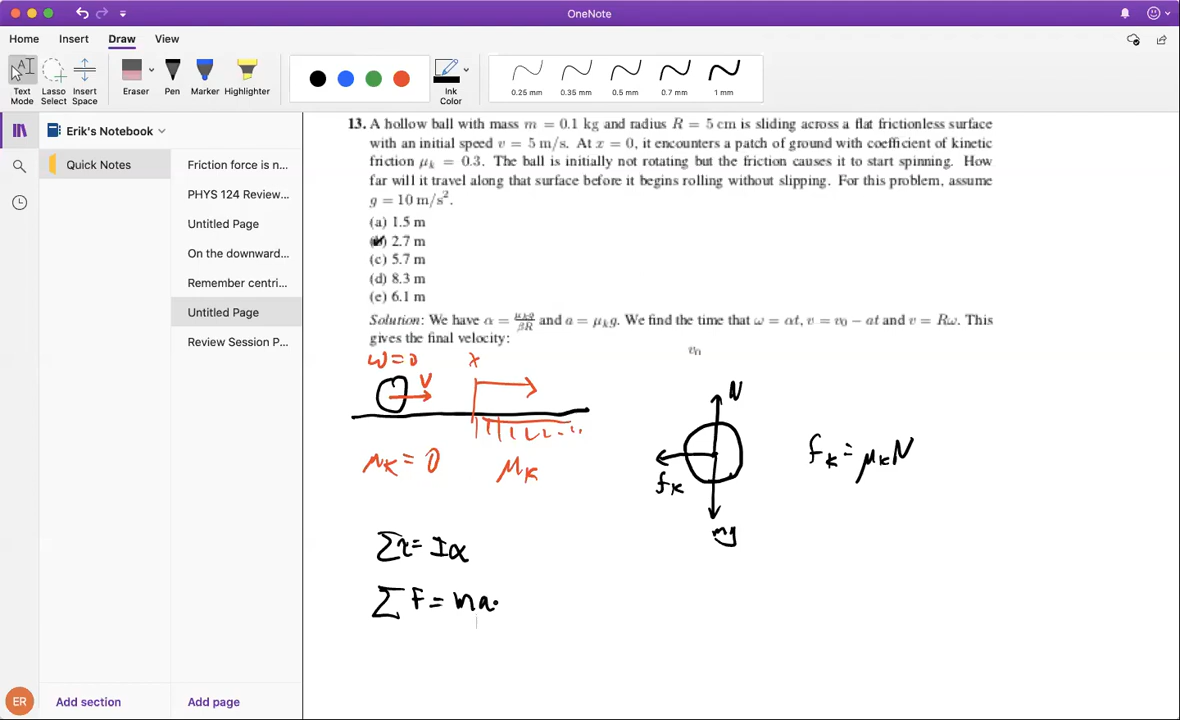 OneNote
Home Insert Draw View
Text Mode
Lasso Select
Insert Space
Eraser
Pen
Marker
Highlighter
Ink Color
0.25 mm
0.35 mm
0.5 mm
0.7 mm
1 mm
Erik's Notebook
Quick Notes
Friction force is n...
PHYS 124 Review...
Untitled Page
On the downward...
Remember centri...
Untitled Page
Review Session P...
13. A hollow ball with mass m = 0.1 kg and radius R = 5 cm is sliding across a flat frictionless surface
with an initial speed v = 5 m/s. At x = 0, it encounters a patch of ground with coefficient of kinetic
friction μk = 0.3. The ball is initially not rotating but the friction causes it to start spinning. How
far will it travel along that surface before it begins rolling without slipping. For this problem, assume
g = 10 m/s².
(a) 1.5 m
(b) 2.7 m
(c) 5.7 m
(d) 8.3 m
(e) 6.1 m
Solution: We have α = μkg/βR and a = μkg. We find the time that ω = αt, v = v0 − at and v = Rω. This
gives the final velocity:
v0
ω = 0
x
v
μk = 0
μk
N
fk
mg
fk = μkN
Στ = Iα
ΣF = ma
ER
Add section
Add page